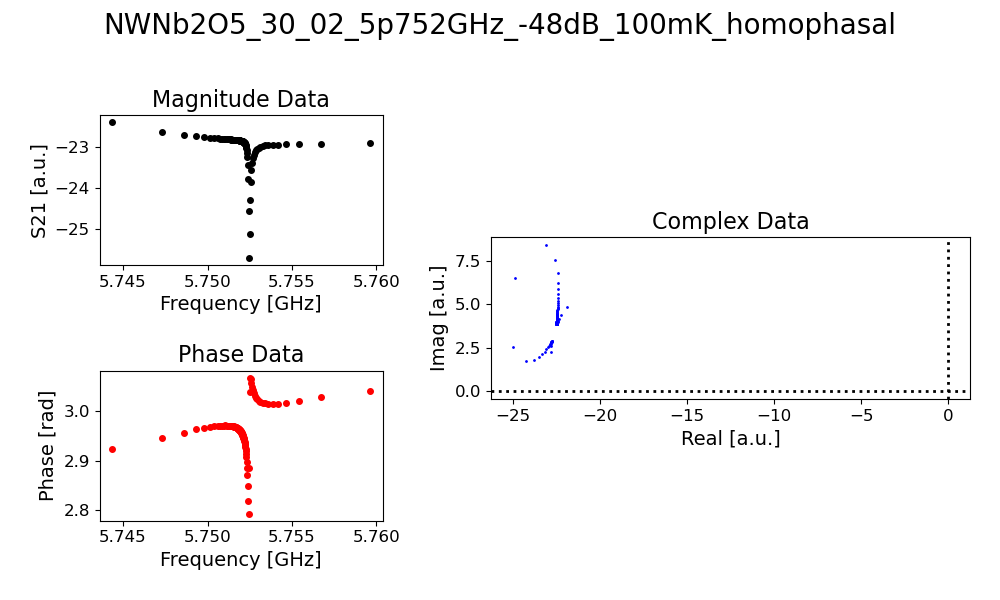 NWNb2O5_30_02_5p752GHz_-48dB_100mK_homophasal
Magnitude Data
S21 [a.u.]
−23
−24
−25
5.745 5.750 5.755 5.760
Frequency [GHz]
Phase Data
Phase [rad]
3.0
2.9
2.8
5.745 5.750 5.755 5.760
Frequency [GHz]
Complex Data
Imag [a.u.]
7.5
5.0
2.5
0.0
−25 −20 −15 −10 −5 0
Real [a.u.]